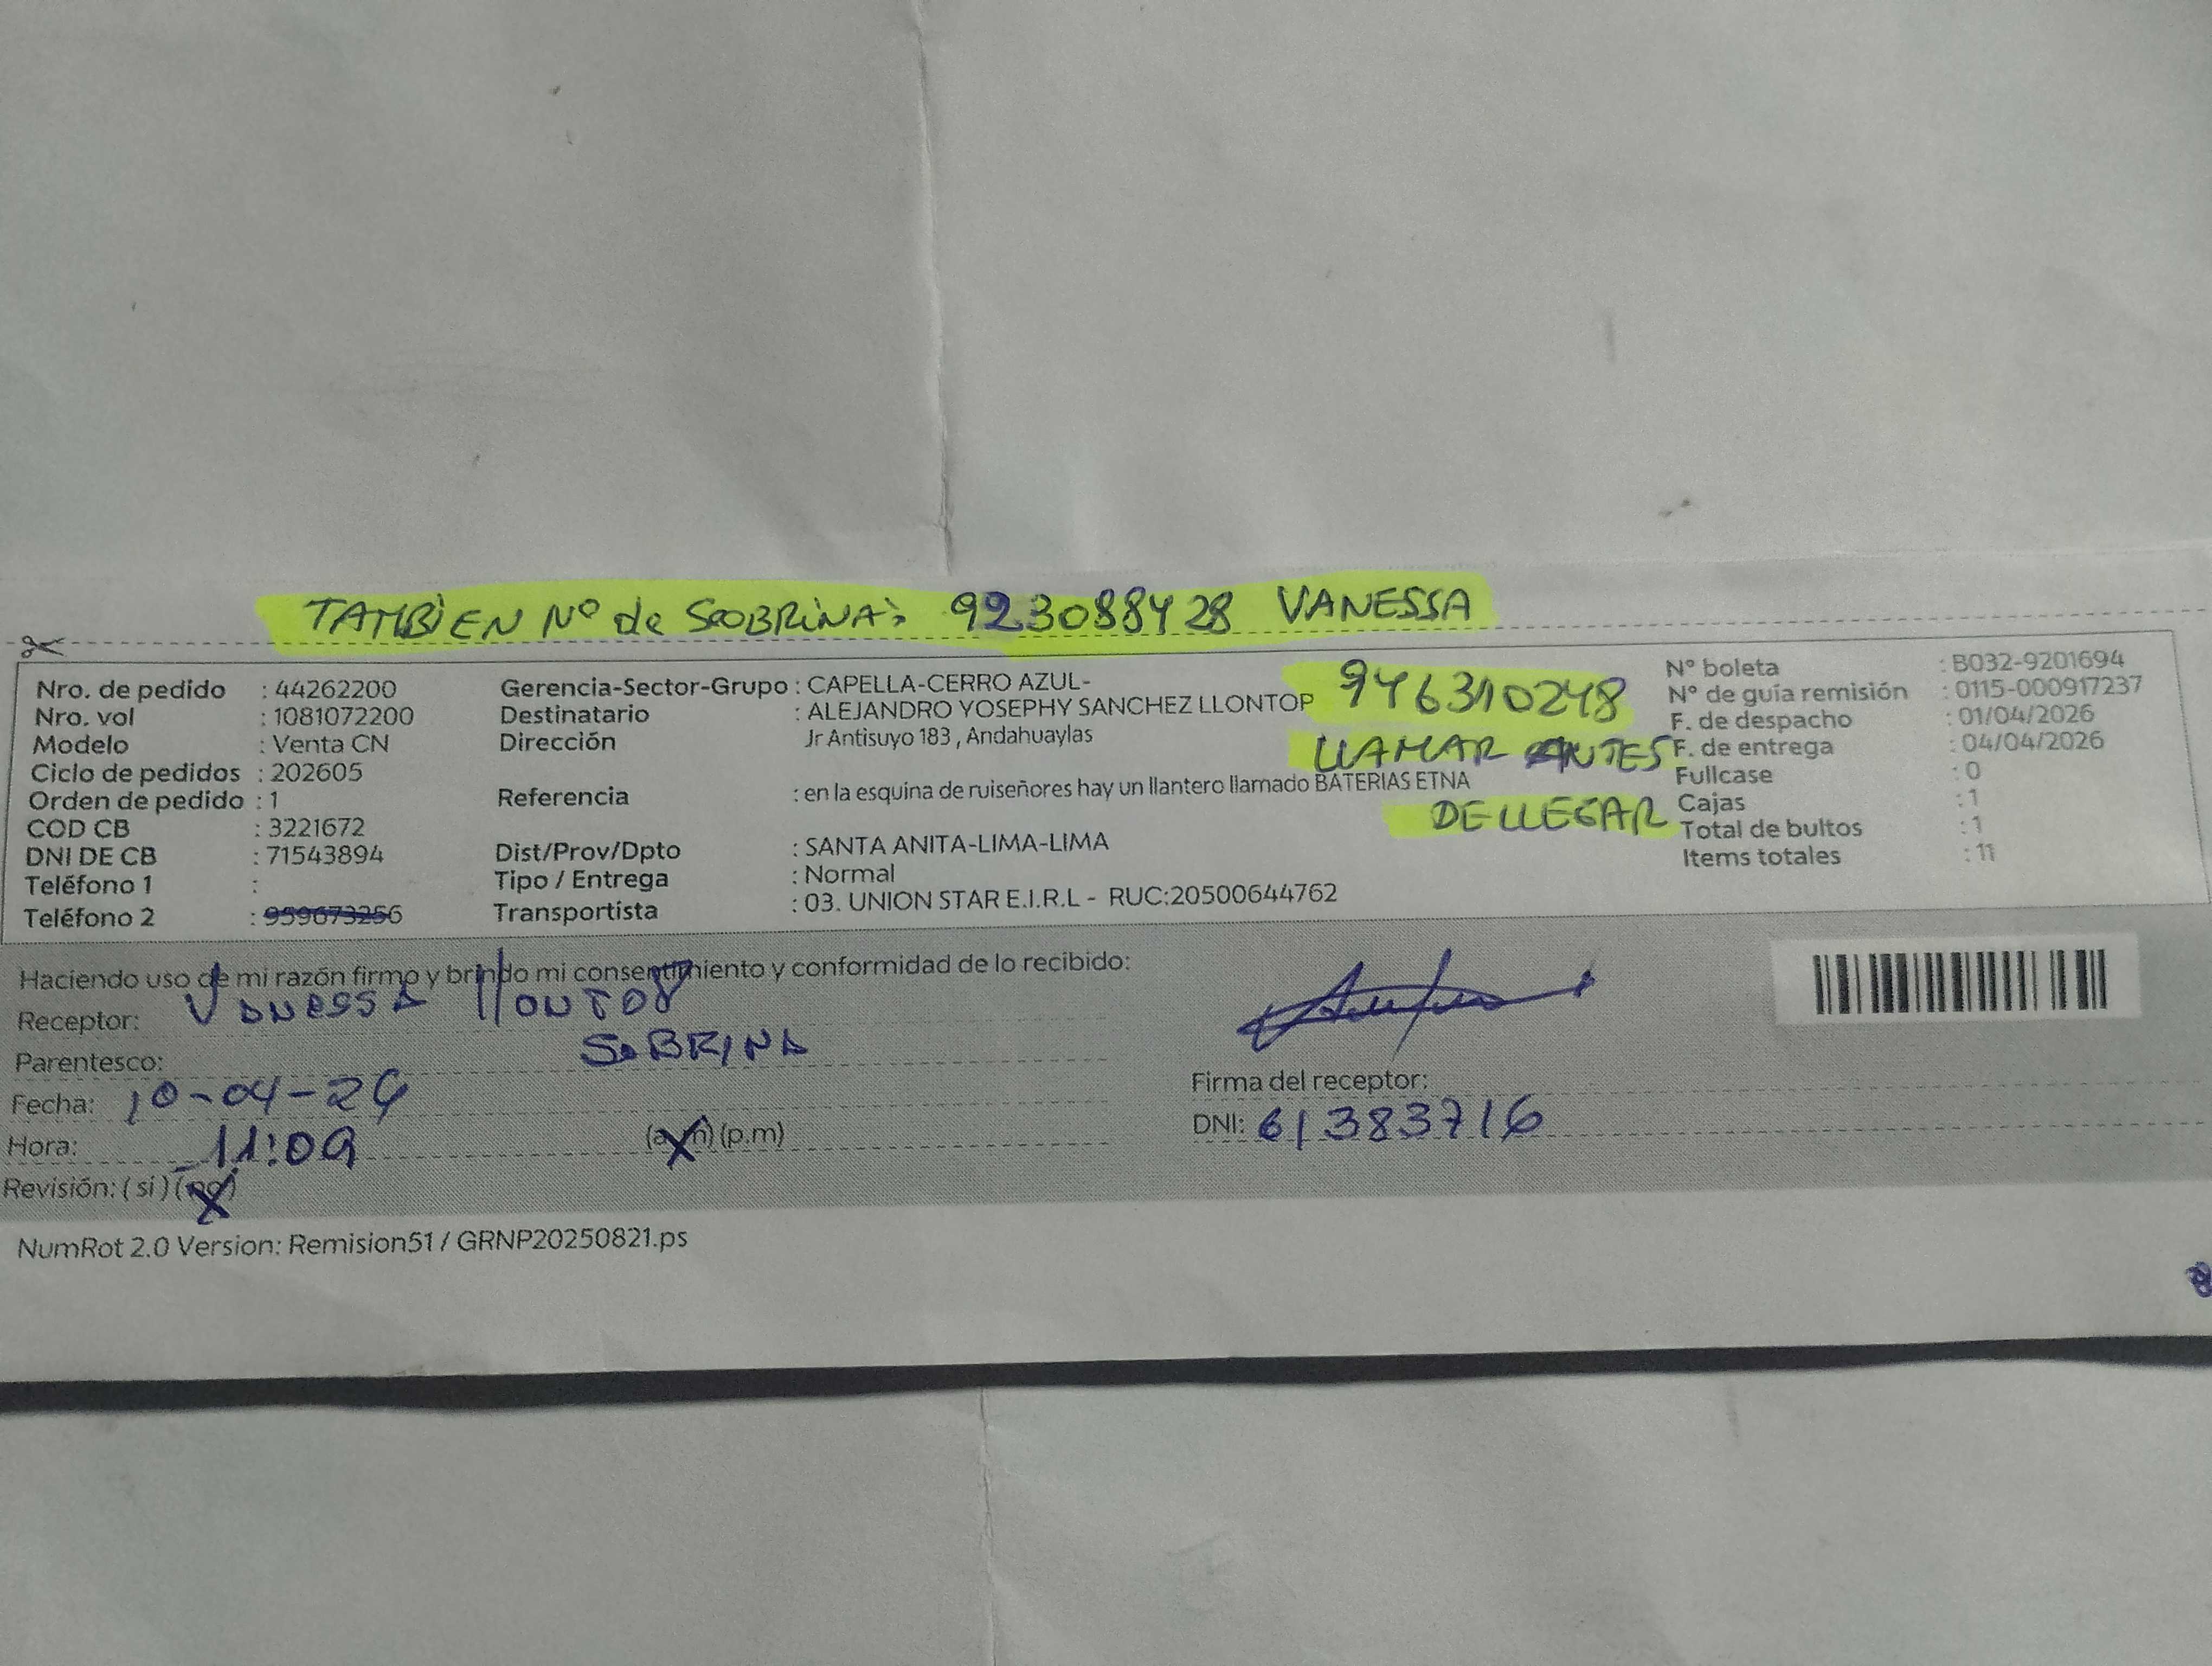 TAMBiEN Nº de SOBRiNA: 923088428 VANESSA
Nro. de pedido : 44262200
Nro. vol : 1081072200
Modelo : Venta CN
Ciclo de pedidos : 202605
Orden de pedido : 1
COD CB : 3221672
DNI DE CB : 71543894
Teléfono 1 :
Teléfono 2 : 959673256
Gerencia-Sector-Grupo : CAPELLA-CERRO AZUL-
Destinatario : ALEJANDRO YOSEPHY SANCHEZ LLONTOP
Dirección Jr Antisuyo 183 , Andahuaylas
Referencia : en la esquina de ruiseñores hay un llantero llamado BATERIAS ETNA
Dist/Prov/Dpto : SANTA ANITA-LIMA-LIMA
Tipo / Entrega : Normal
Transportista : 03. UNION STAR E.I.R.L - RUC:20500644762
946310248
LLAMAR ANTES
DE LLEGAR
Nº boleta : B032-9201694
Nº de guía remisión : 0115-000917237
F. de despacho : 01/04/2026
F. de entrega : 04/04/2026
Fullcase : 0
Cajas : 1
Total de bultos : 1
Items totales : 11
Haciendo uso de mi razón firmo y brindo mi consentimiento y conformidad de lo recibido:
Receptor: VANESSA llONTOP
Parentesco: SOBRINA
Fecha: 10-04-26
Hora: 11:09 (a.m) (p.m)
Revisión: ( si ) (no)
Firma del receptor:
DNI: 61383716
NumRot 2.0 Version: Remision51 / GRNP20250821.ps